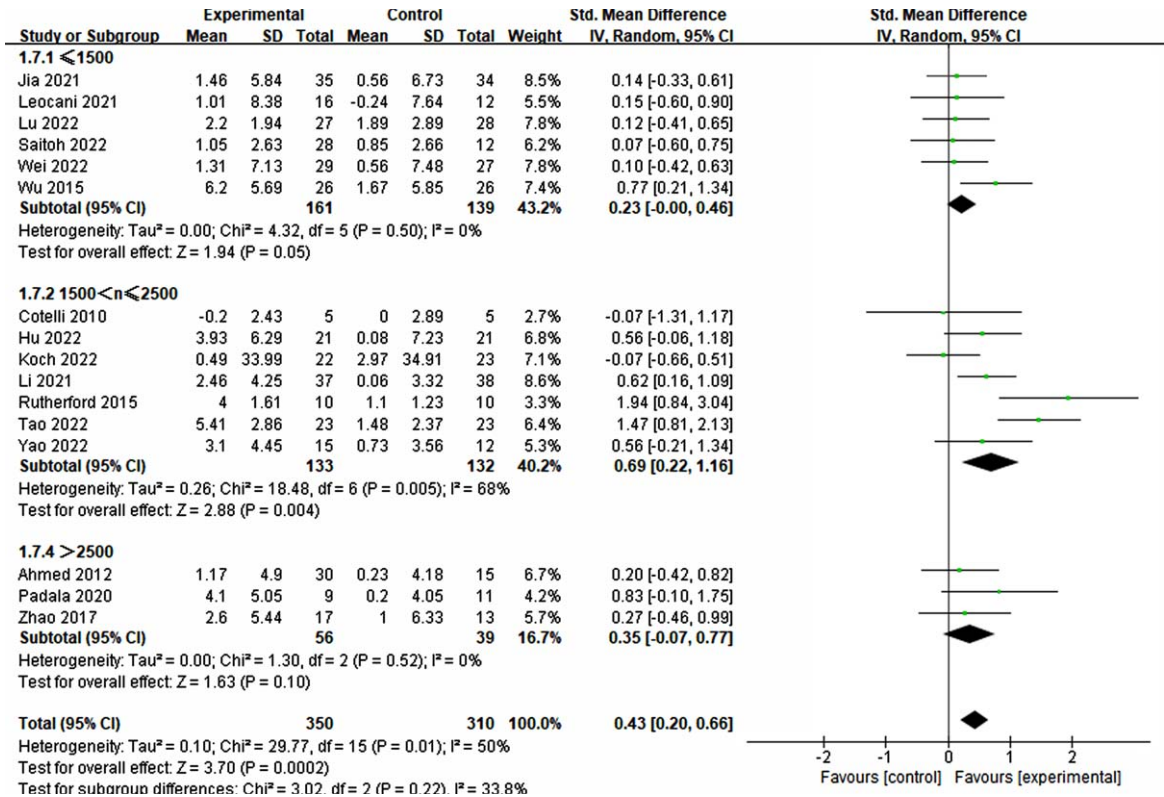 Experimental Control Std. Mean Difference Std. Mean Difference
Study or Subgroup Mean SD Total Mean SD Total Weight IV, Random, 95% CI IV, Random, 95% CI
1.7.1 ⩽1500
Jia 2021 1.46 5.84 35 0.56 6.73 34 8.5% 0.14 [-0.33, 0.61]
Leocani 2021 1.01 8.38 16 -0.24 7.64 12 5.5% 0.15 [-0.60, 0.90]
Lu 2022 2.2 1.94 27 1.89 2.89 28 7.8% 0.12 [-0.41, 0.65]
Saitoh 2022 1.05 2.63 28 0.85 2.66 12 6.2% 0.07 [-0.60, 0.75]
Wei 2022 1.31 7.13 29 0.56 7.48 27 7.8% 0.10 [-0.42, 0.63]
Wu 2015 6.2 5.69 26 1.67 5.85 26 7.4% 0.77 [0.21, 1.34]
Subtotal (95% CI) 161 139 43.2% 0.23 [-0.00, 0.46]
Heterogeneity: Tau² = 0.00; Chi² = 4.32, df = 5 (P = 0.50); I² = 0%
Test for overall effect: Z = 1.94 (P = 0.05)
1.7.2 1500<n⩽2500
Cotelli 2010 -0.2 2.43 5 0 2.89 5 2.7% -0.07 [-1.31, 1.17]
Hu 2022 3.93 6.29 21 0.08 7.23 21 6.8% 0.56 [-0.06, 1.18]
Koch 2022 0.49 33.99 22 2.97 34.91 23 7.1% -0.07 [-0.66, 0.51]
Li 2021 2.46 4.25 37 0.06 3.32 38 8.6% 0.62 [0.16, 1.09]
Rutherford 2015 4 1.61 10 1.1 1.23 10 3.3% 1.94 [0.84, 3.04]
Tao 2022 5.41 2.86 23 1.48 2.37 23 6.4% 1.47 [0.81, 2.13]
Yao 2022 3.1 4.45 15 0.73 3.56 12 5.3% 0.56 [-0.21, 1.34]
Subtotal (95% CI) 133 132 40.2% 0.69 [0.22, 1.16]
Heterogeneity: Tau² = 0.26; Chi² = 18.48, df = 6 (P = 0.005); I² = 68%
Test for overall effect: Z = 2.88 (P = 0.004)
1.7.4 >2500
Ahmed 2012 1.17 4.9 30 0.23 4.18 15 6.7% 0.20 [-0.42, 0.82]
Padala 2020 4.1 5.05 9 0.2 4.05 11 4.2% 0.83 [-0.10, 1.75]
Zhao 2017 2.6 5.44 17 1 6.33 13 5.7% 0.27 [-0.46, 0.99]
Subtotal (95% CI) 56 39 16.7% 0.35 [-0.07, 0.77]
Heterogeneity: Tau² = 0.00; Chi² = 1.30, df = 2 (P = 0.52); I² = 0%
Test for overall effect: Z = 1.63 (P = 0.10)
Total (95% CI) 350 310 100.0% 0.43 [0.20, 0.66]
Heterogeneity: Tau² = 0.10; Chi² = 29.77, df = 15 (P = 0.01); I² = 50%
Test for overall effect: Z = 3.70 (P = 0.0002)
Test for subgroup differences: Chi² = 3.02, df = 2 (P = 0.22), I² = 33.8%
-2 -1 0 1 2
Favours [control] Favours [experimental]